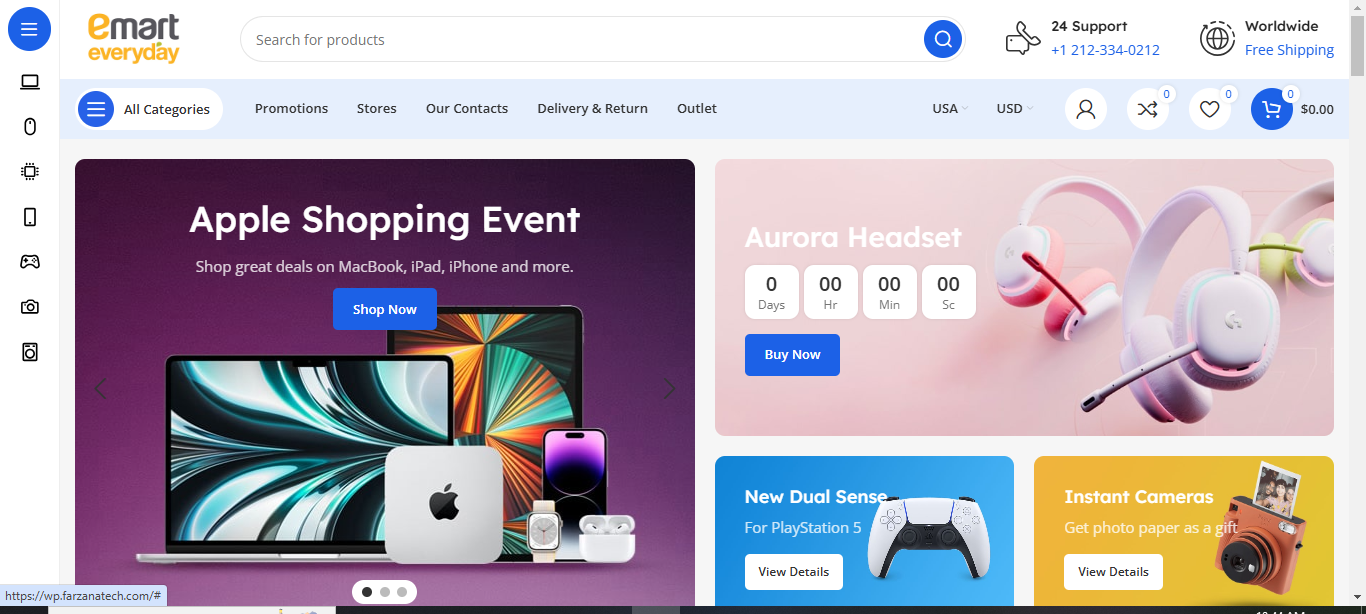 emart
everyday
Search for products
24 Support
+1 212-334-0212
Worldwide
Free Shipping
All Categories
Promotions
Stores
Our Contacts
Delivery & Return
Outlet
USA
USD
0
0
0
$0.00
Apple Shopping Event
Shop great deals on MacBook, iPad, iPhone and more.
Shop Now
Aurora Headset
0
Days
00
Hr
00
Min
00
Sc
Buy Now
New Dual Sense
For PlayStation 5
View Details
Instant Cameras
Get photo paper as a gift
View Details
https://wp.farzanatech.com/#